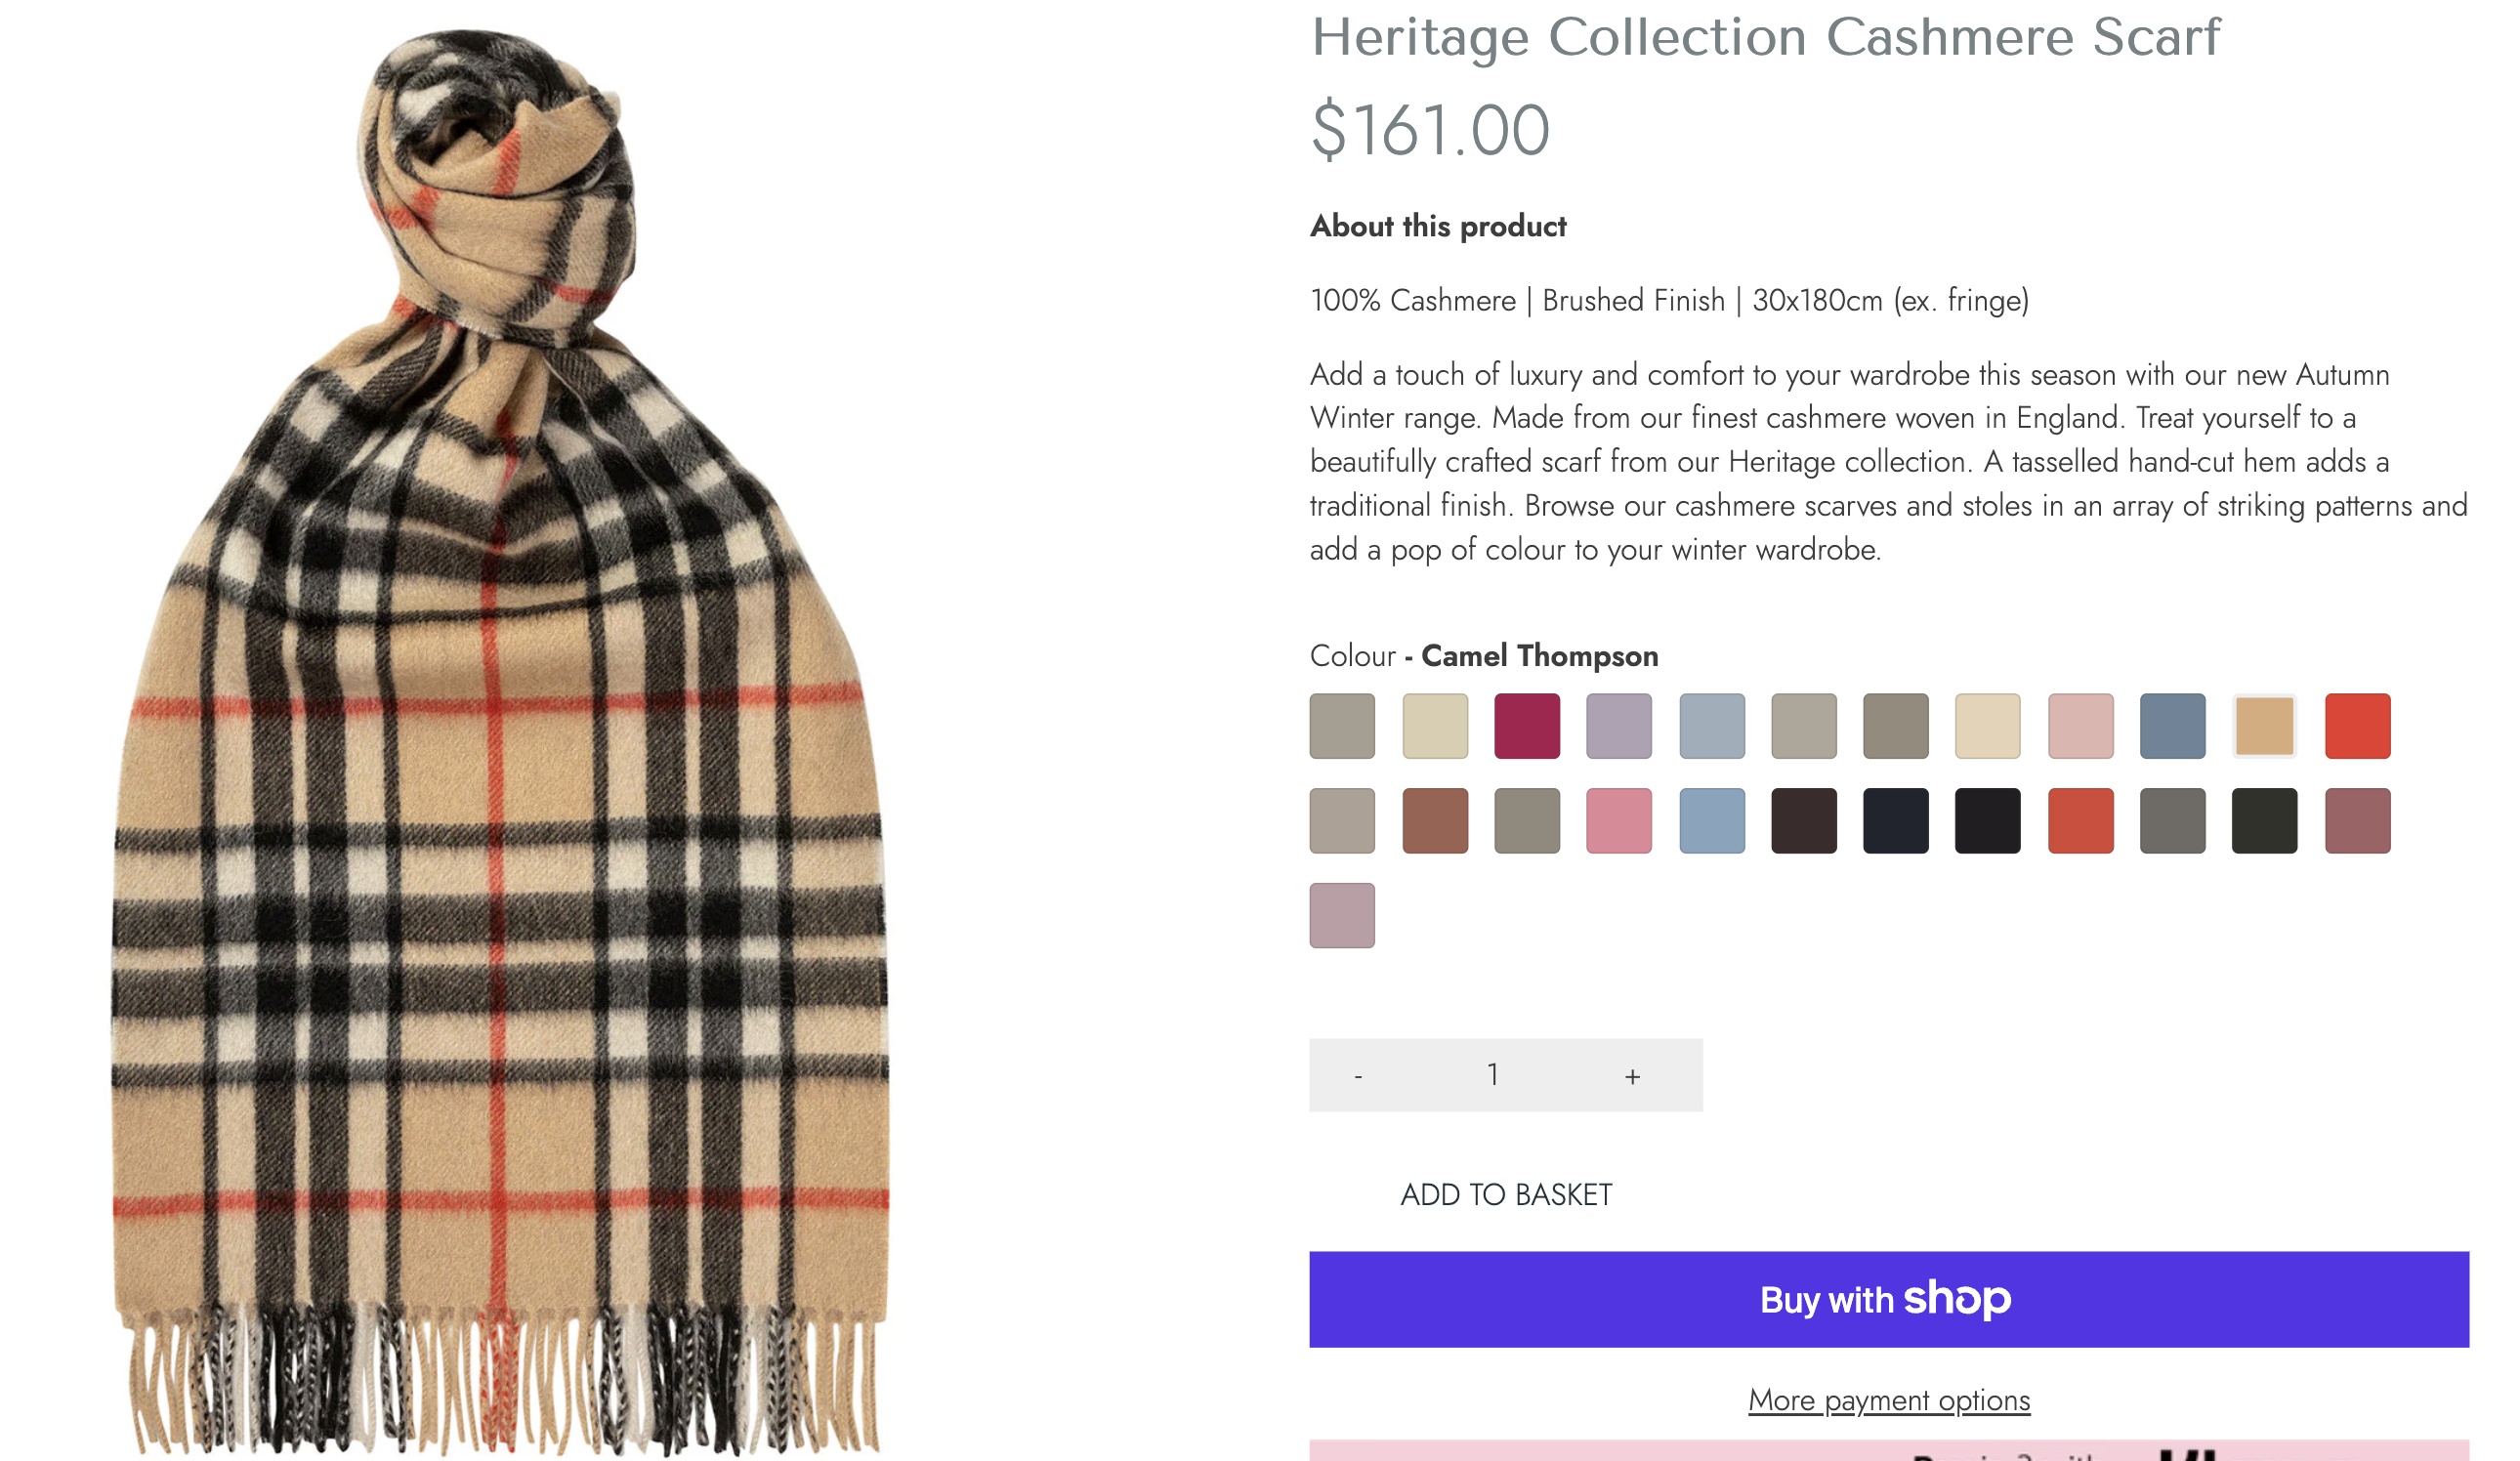 Heritage Collection Cashmere Scarf
$161.00
About this product
100% Cashmere | Brushed Finish | 30x180cm (ex. fringe)
Add a touch of luxury and comfort to your wardrobe this season with our new Autumn
Winter range. Made from our finest cashmere woven in England. Treat yourself to a
beautifully crafted scarf from our Heritage collection. A tasselled hand-cut hem adds a
traditional finish. Browse our cashmere scarves and stoles in an array of striking patterns and
add a pop of colour to your winter wardrobe.
Colour - Camel Thompson
- 1 +
ADD TO BASKET
Buy with shop
More payment options